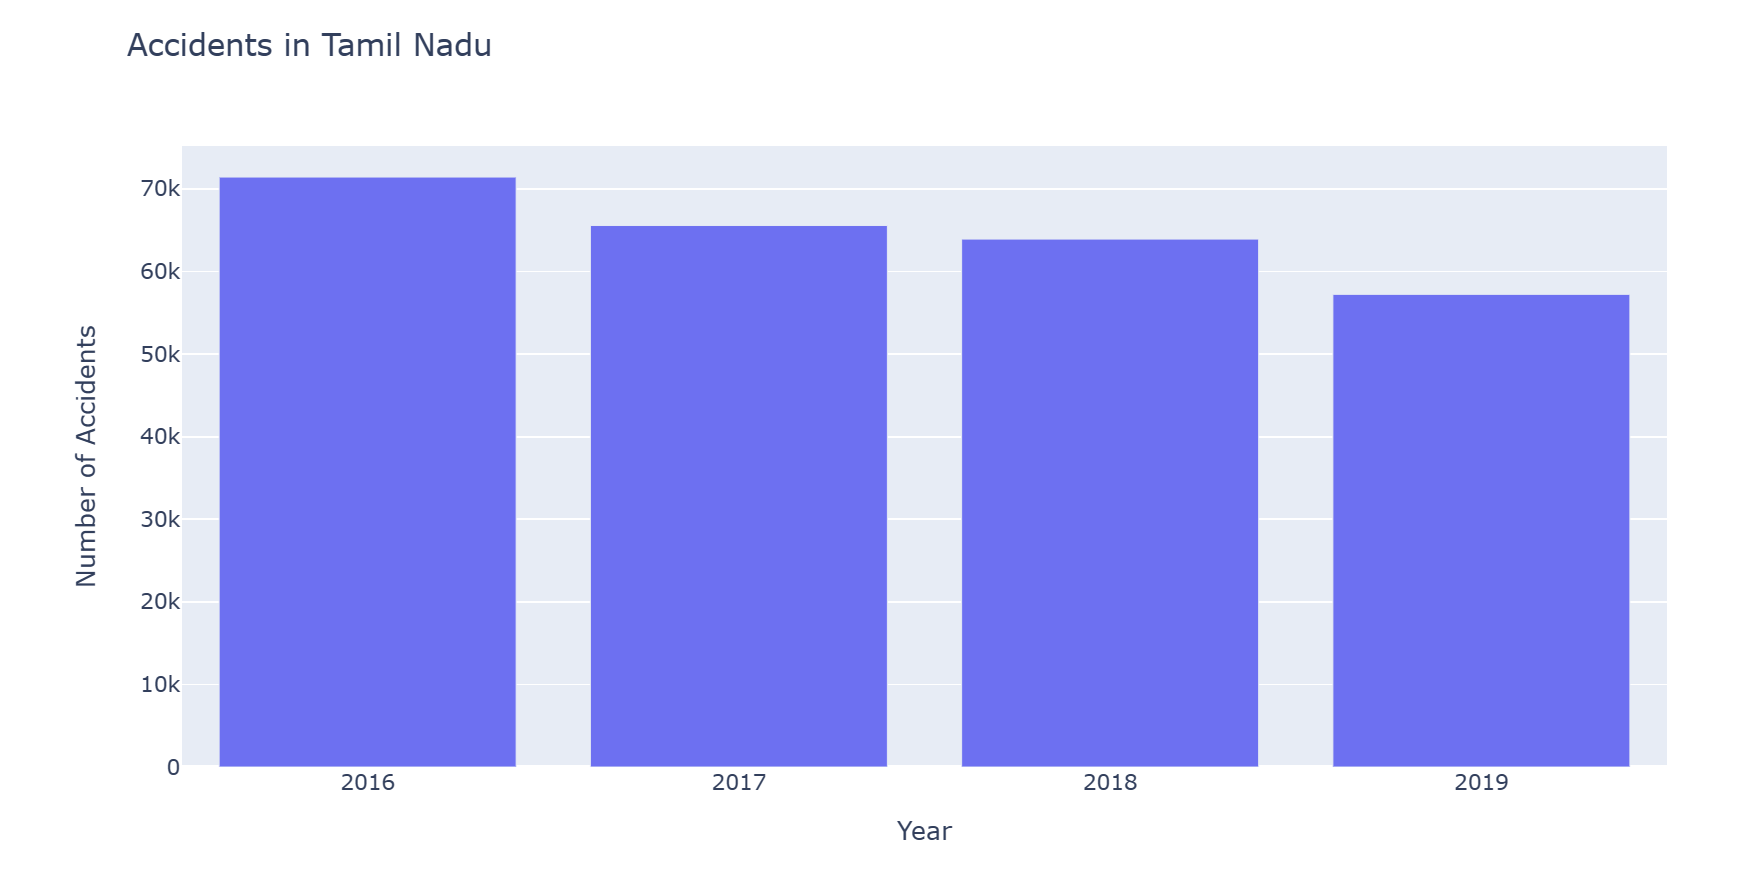 Accidents in Tamil Nadu
70k
60k
50k
40k
30k
20k
10k
0
Number of Accidents
2016 2017 2018 2019
Year